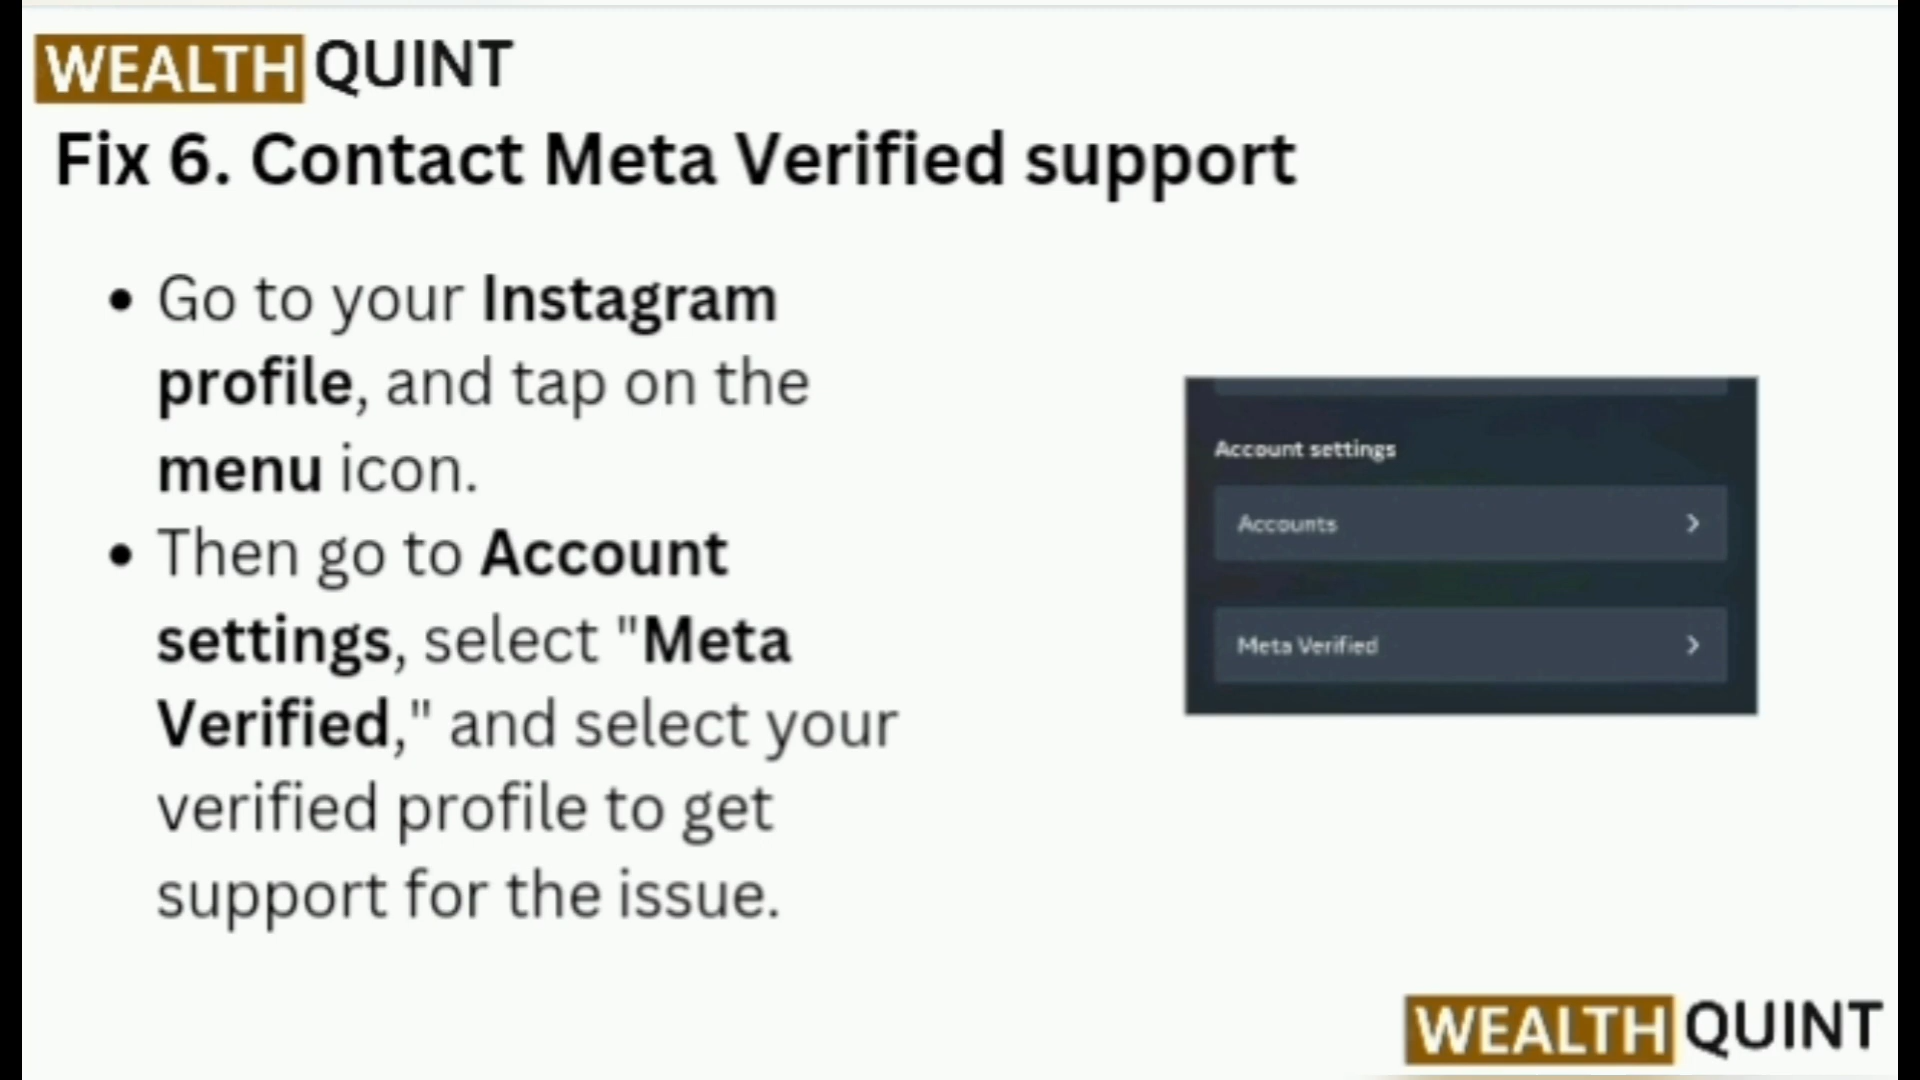 WEALTH QUINT
Fix 6. Contact Meta Verified support
• Go to your Instagram
profile, and tap on the
menu icon.
• Then go to Account
settings, select "Meta
Verified," and select your
verified profile to get
support for the issue.
Account settings
Accounts
Meta Verified
WEALTH QUINT